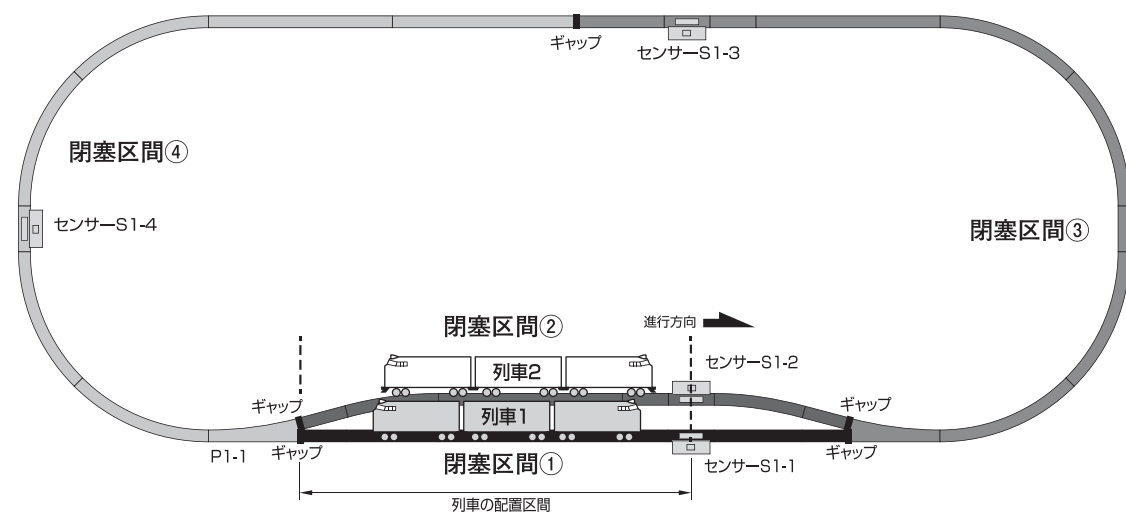 ギャップ
センサーS1-3
閉塞区間④
センサーS1-4
閉塞区間③
閉塞区間②
進行方向
センサーS1-2
列車2
ギャップ
ギャップ
列車1
P1-1
ギャップ
閉塞区間①
センサーS1-1
ギャップ
列車の配置区間